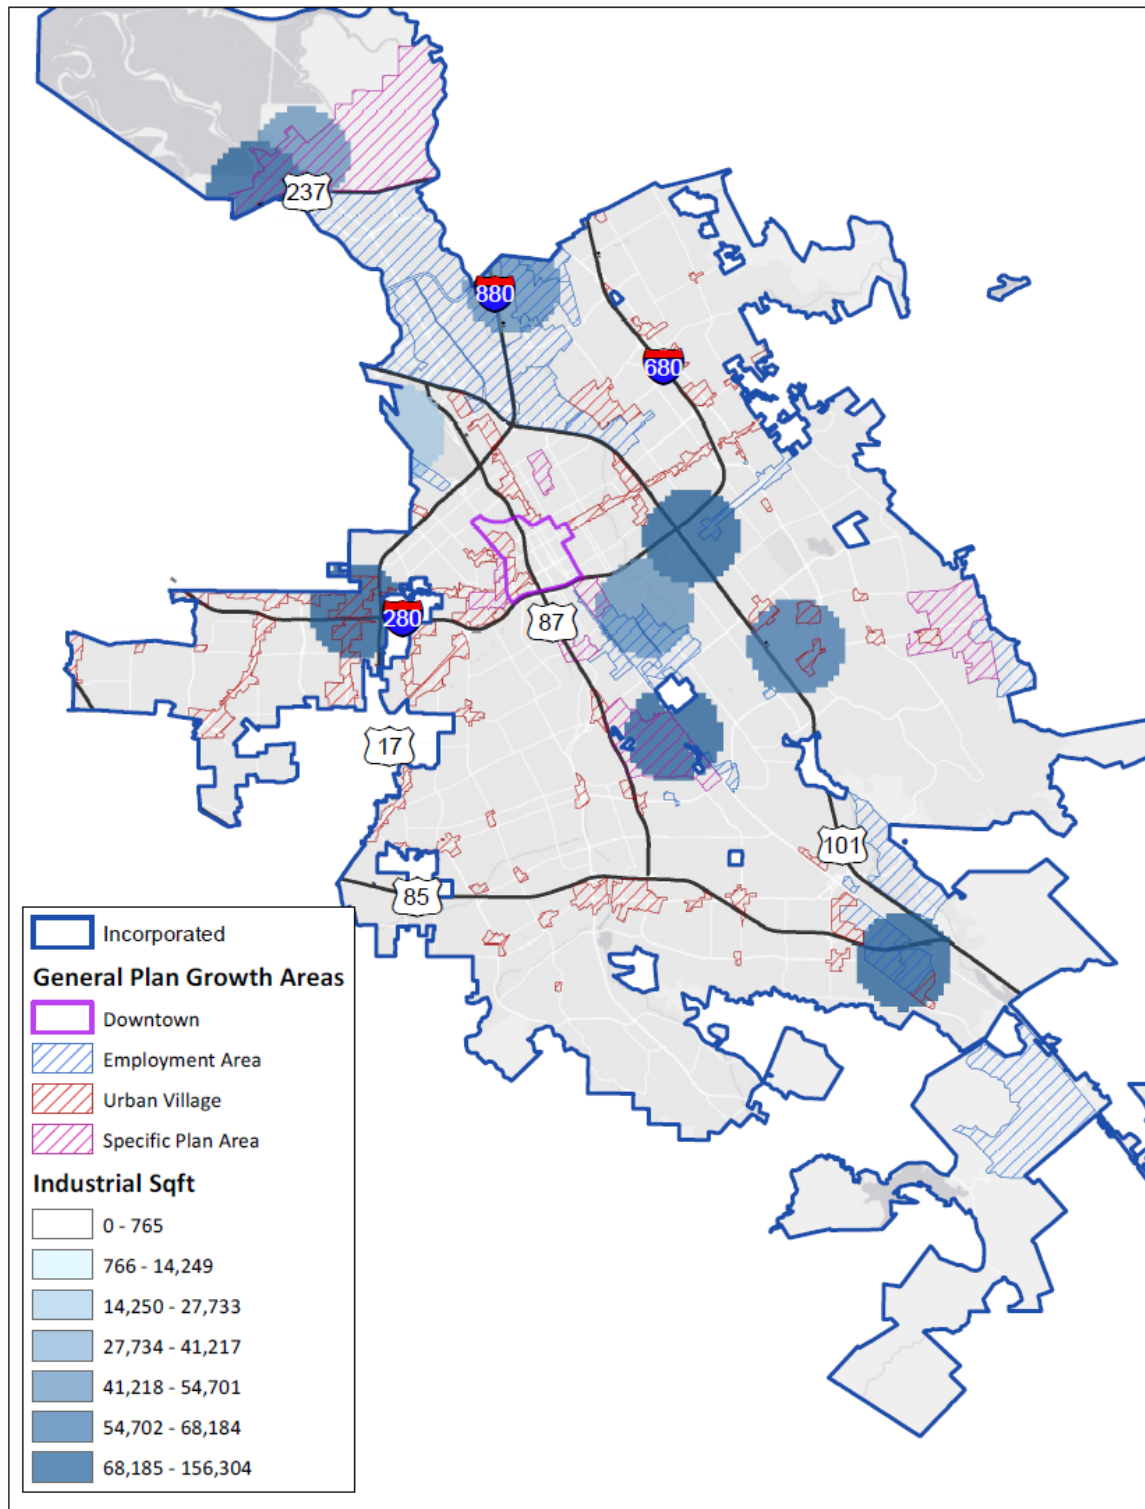 237
880
680
280
87
17
101
85
Incorporated
General Plan Growth Areas
Downtown
Employment Area
Urban Village
Specific Plan Area
Industrial Sqft
0 - 765
766 - 14,249
14,250 - 27,733
27,734 - 41,217
41,218 - 54,701
54,702 - 68,184
68,185 - 156,304